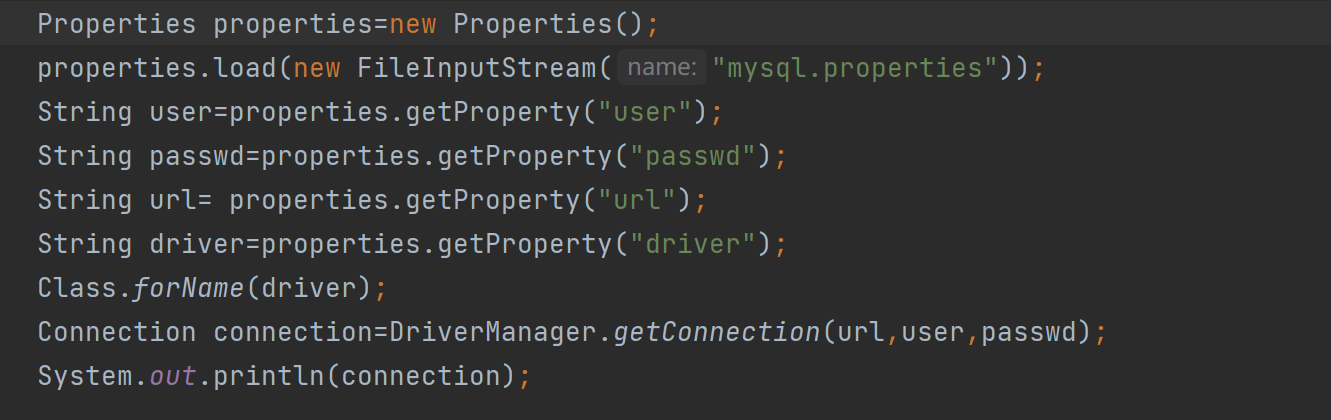 Properties properties=new Properties();
properties.load(new FileInputStream( name: "mysql.properties"));
String user=properties.getProperty("user");
String passwd=properties.getProperty("passwd");
String url= properties.getProperty("url");
String driver=properties.getProperty("driver");
Class.forName(driver);
Connection connection=DriverManager.getConnection(url,user,passwd);
System.out.println(connection);